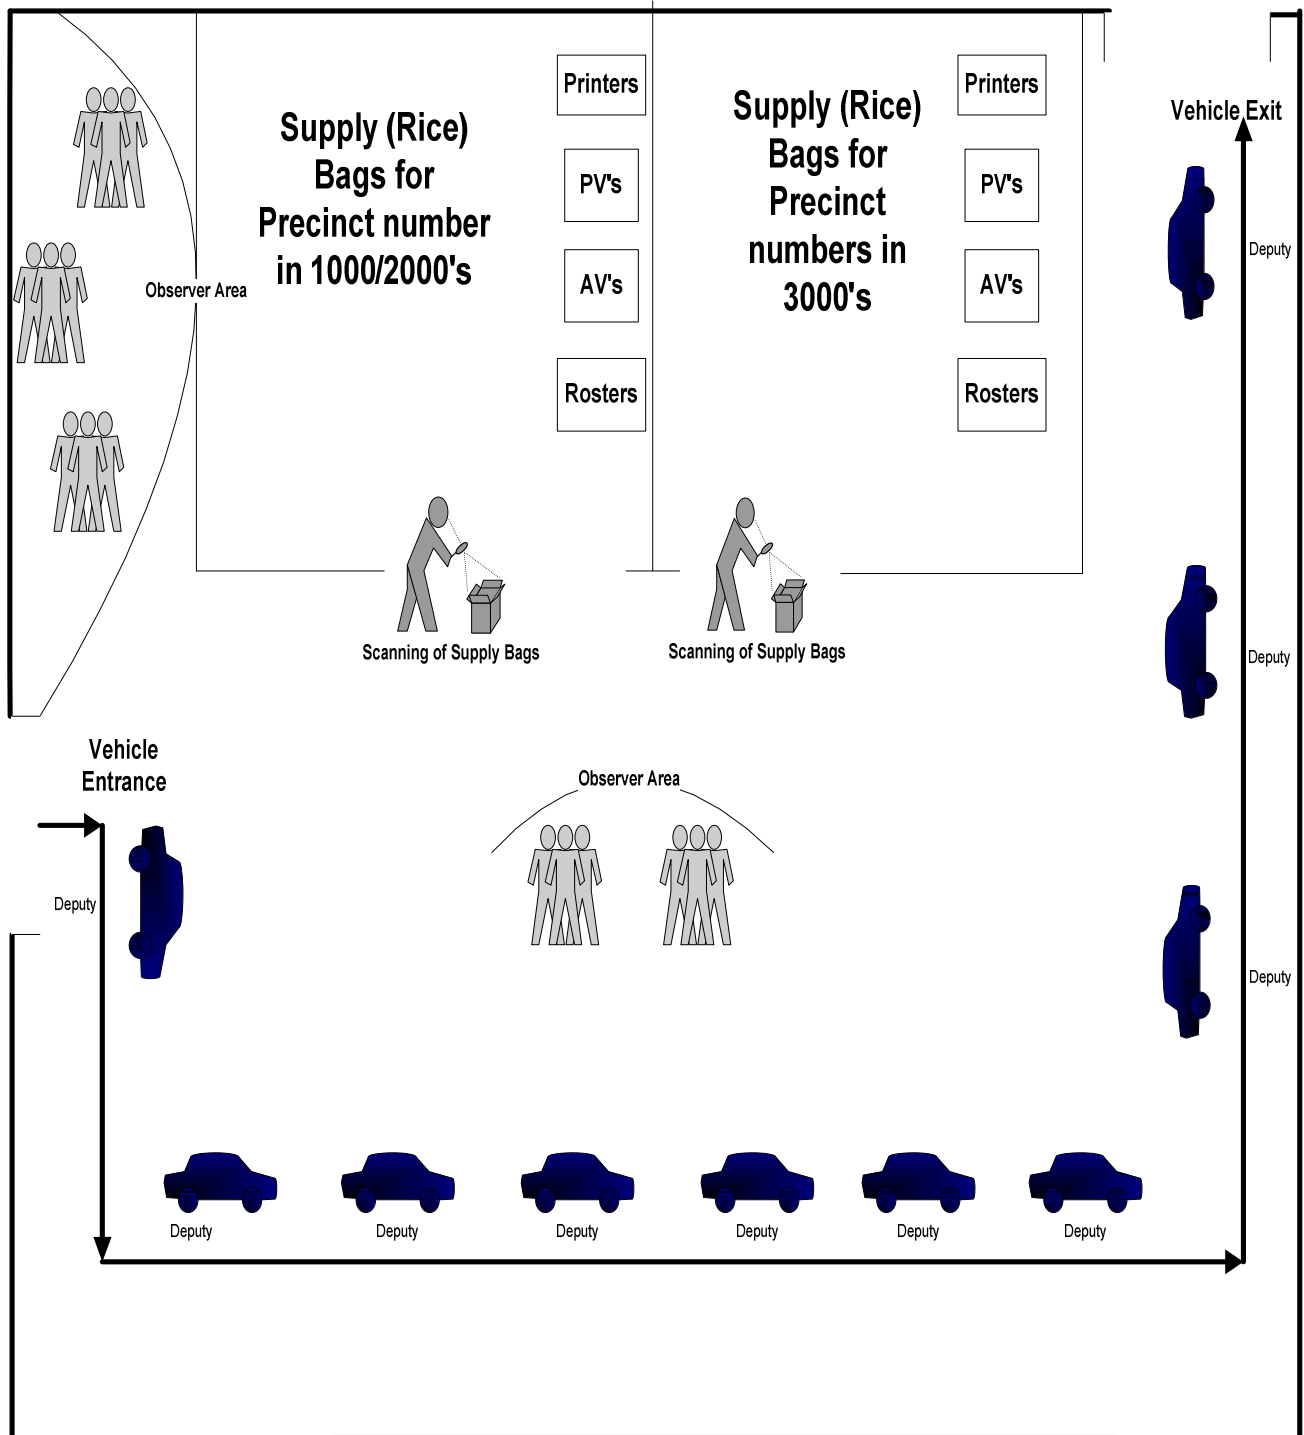 Supply (Rice)
Bags for
Precinct number
in 1000/2000's
Printers
PV's
AV's
Rosters
Supply (Rice)
Bags for
Precinct
numbers in
3000's
Printers
PV's
AV's
Rosters
Vehicle Exit
Deputy
Observer Area
Scanning of Supply Bags
Scanning of Supply Bags
Deputy
Vehicle
Entrance
Observer Area
Deputy
Deputy
Deputy
Deputy
Deputy
Deputy
Deputy
Deputy